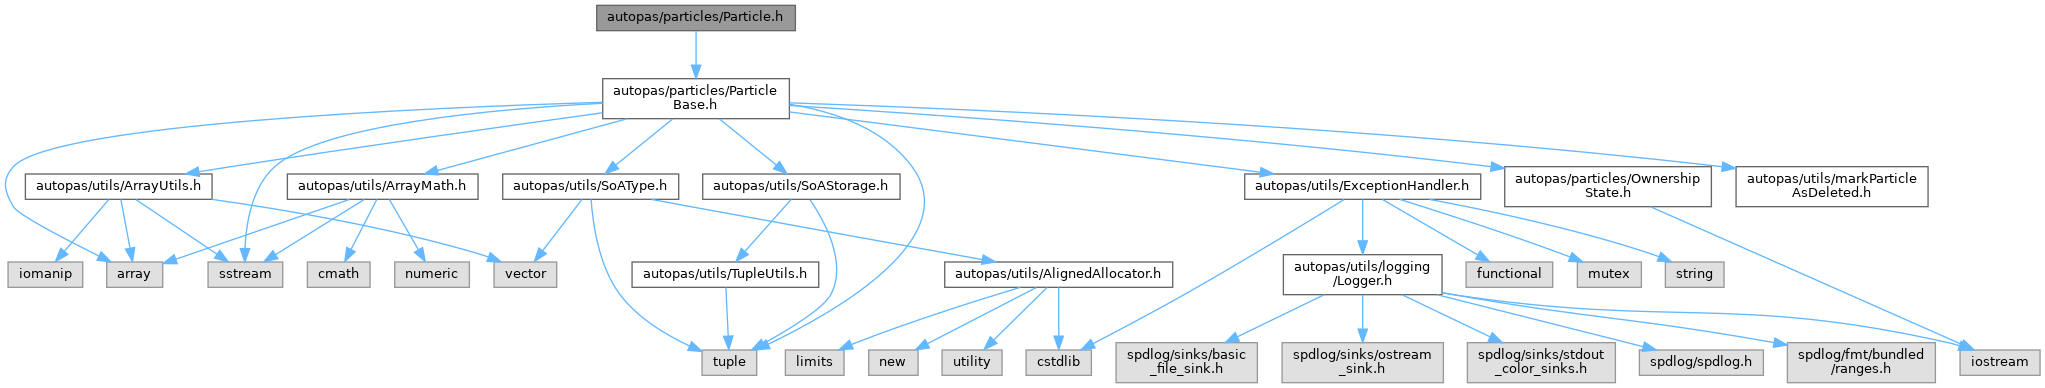 autopas/particles/Particle.h
autopas/particles/Particle
Base.h
autopas/utils/ArrayUtils.h
autopas/utils/ArrayMath.h
autopas/utils/SoAType.h
autopas/utils/SoAStorage.h
autopas/utils/ExceptionHandler.h
autopas/particles/Ownership
State.h
autopas/utils/markParticle
AsDeleted.h
iomanip
array
sstream
cmath
numeric
vector
autopas/utils/TupleUtils.h
autopas/utils/AlignedAllocator.h
autopas/utils/logging
/Logger.h
functional
mutex
string
tuple
limits
new
utility
cstdlib
spdlog/sinks/basic
_file_sink.h
spdlog/sinks/ostream
_sink.h
spdlog/sinks/stdout
_color_sinks.h
spdlog/spdlog.h
spdlog/fmt/bundled
/ranges.h
iostream